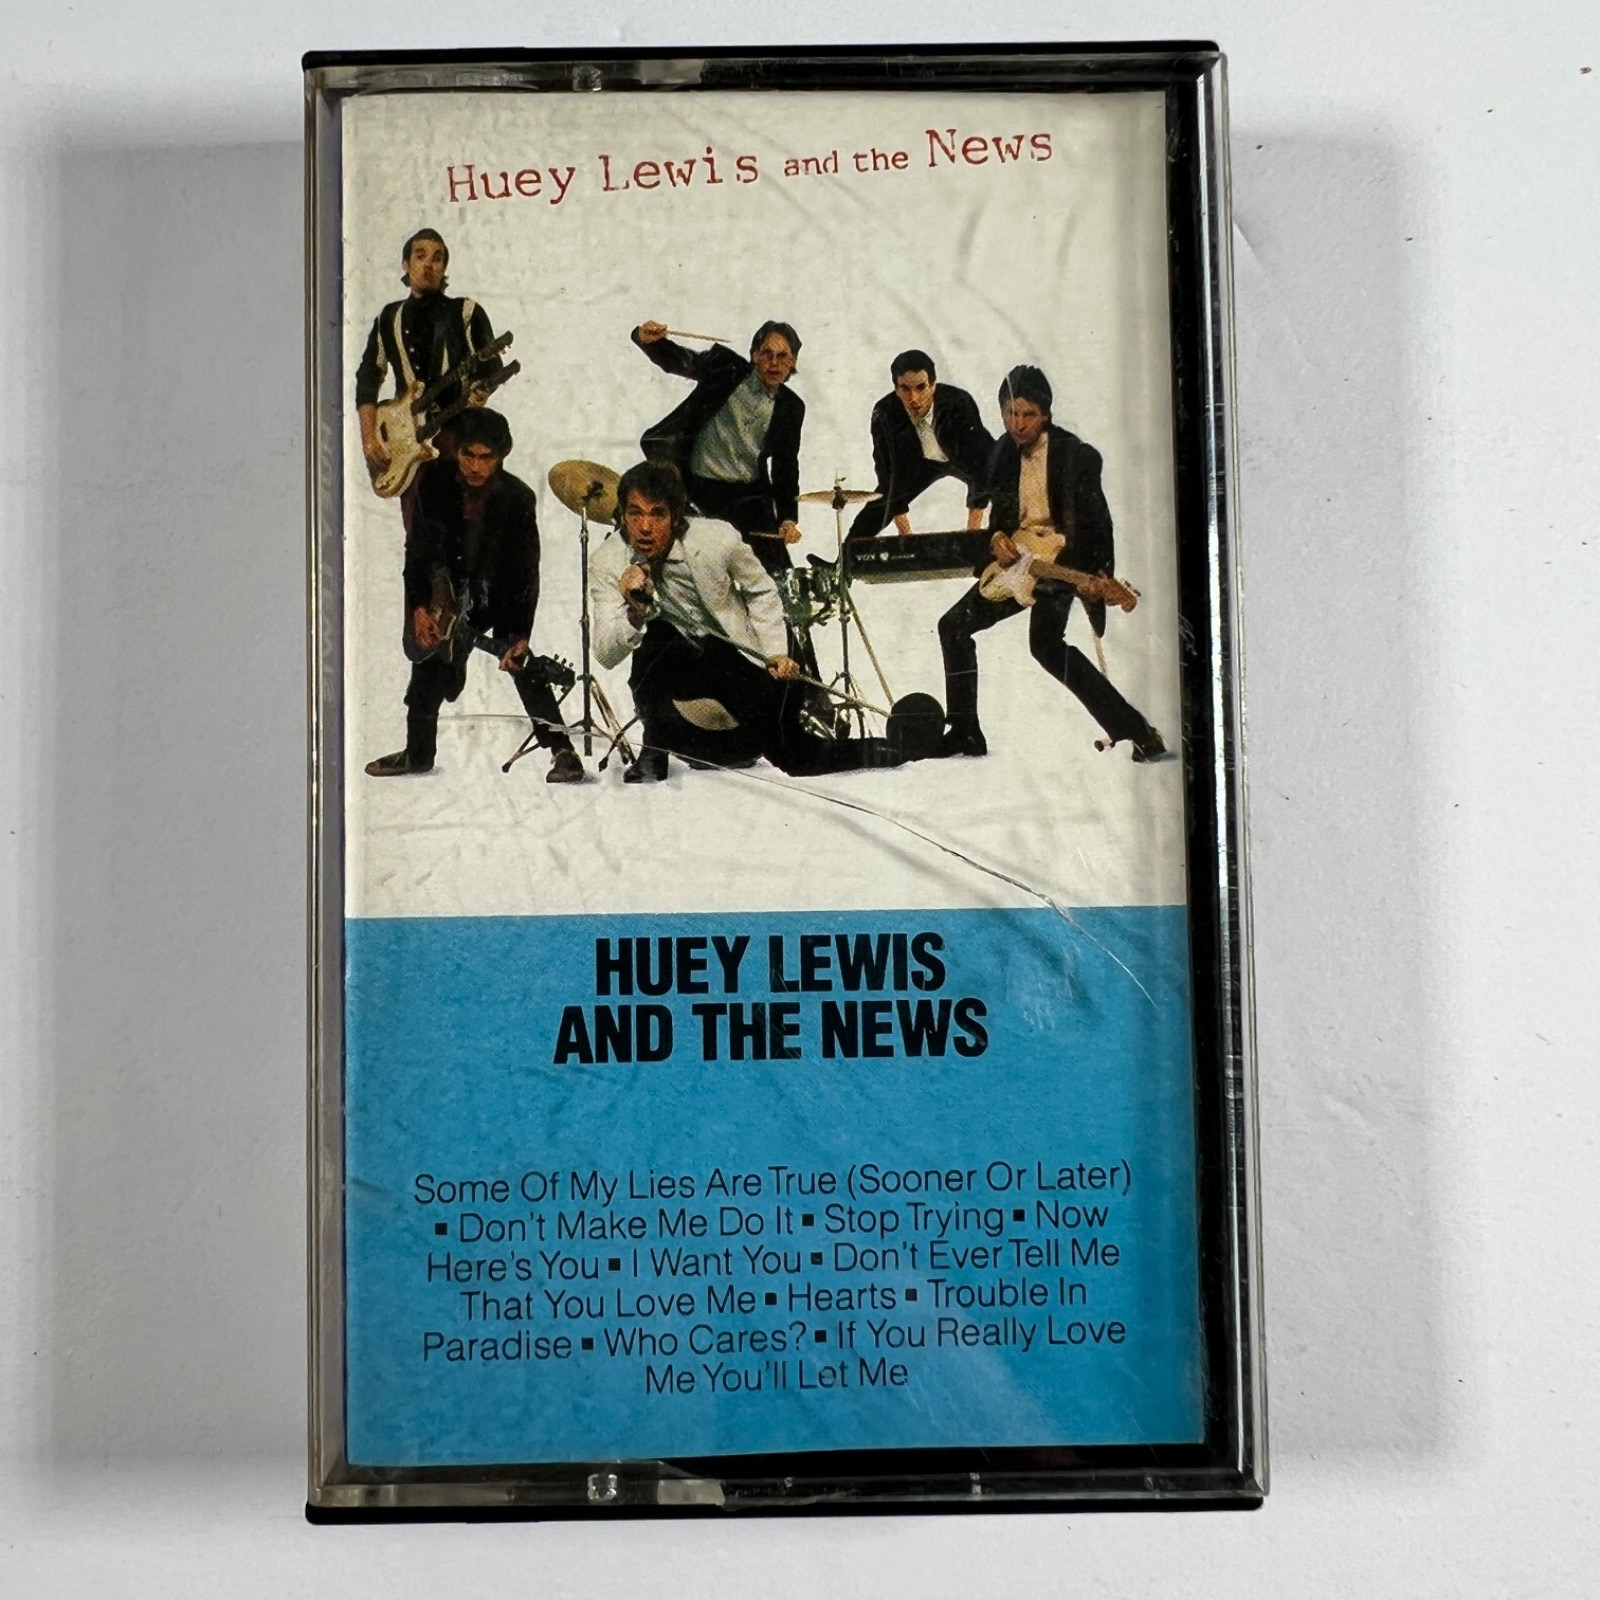 Huey Lewis and the News
VOX
HUEY LEWIS
AND THE NEWS
Some Of My Lies Are True (Sooner Or Later)
▪ Don't Make Me Do It ▪ Stop Trying ▪ Now
Here's You ▪ I Want You ▪ Don't Ever Tell Me
That You Love Me ▪ Hearts ▪ Trouble In
Paradise ▪ Who Cares? ▪ If You Really Love
Me You'll Let Me